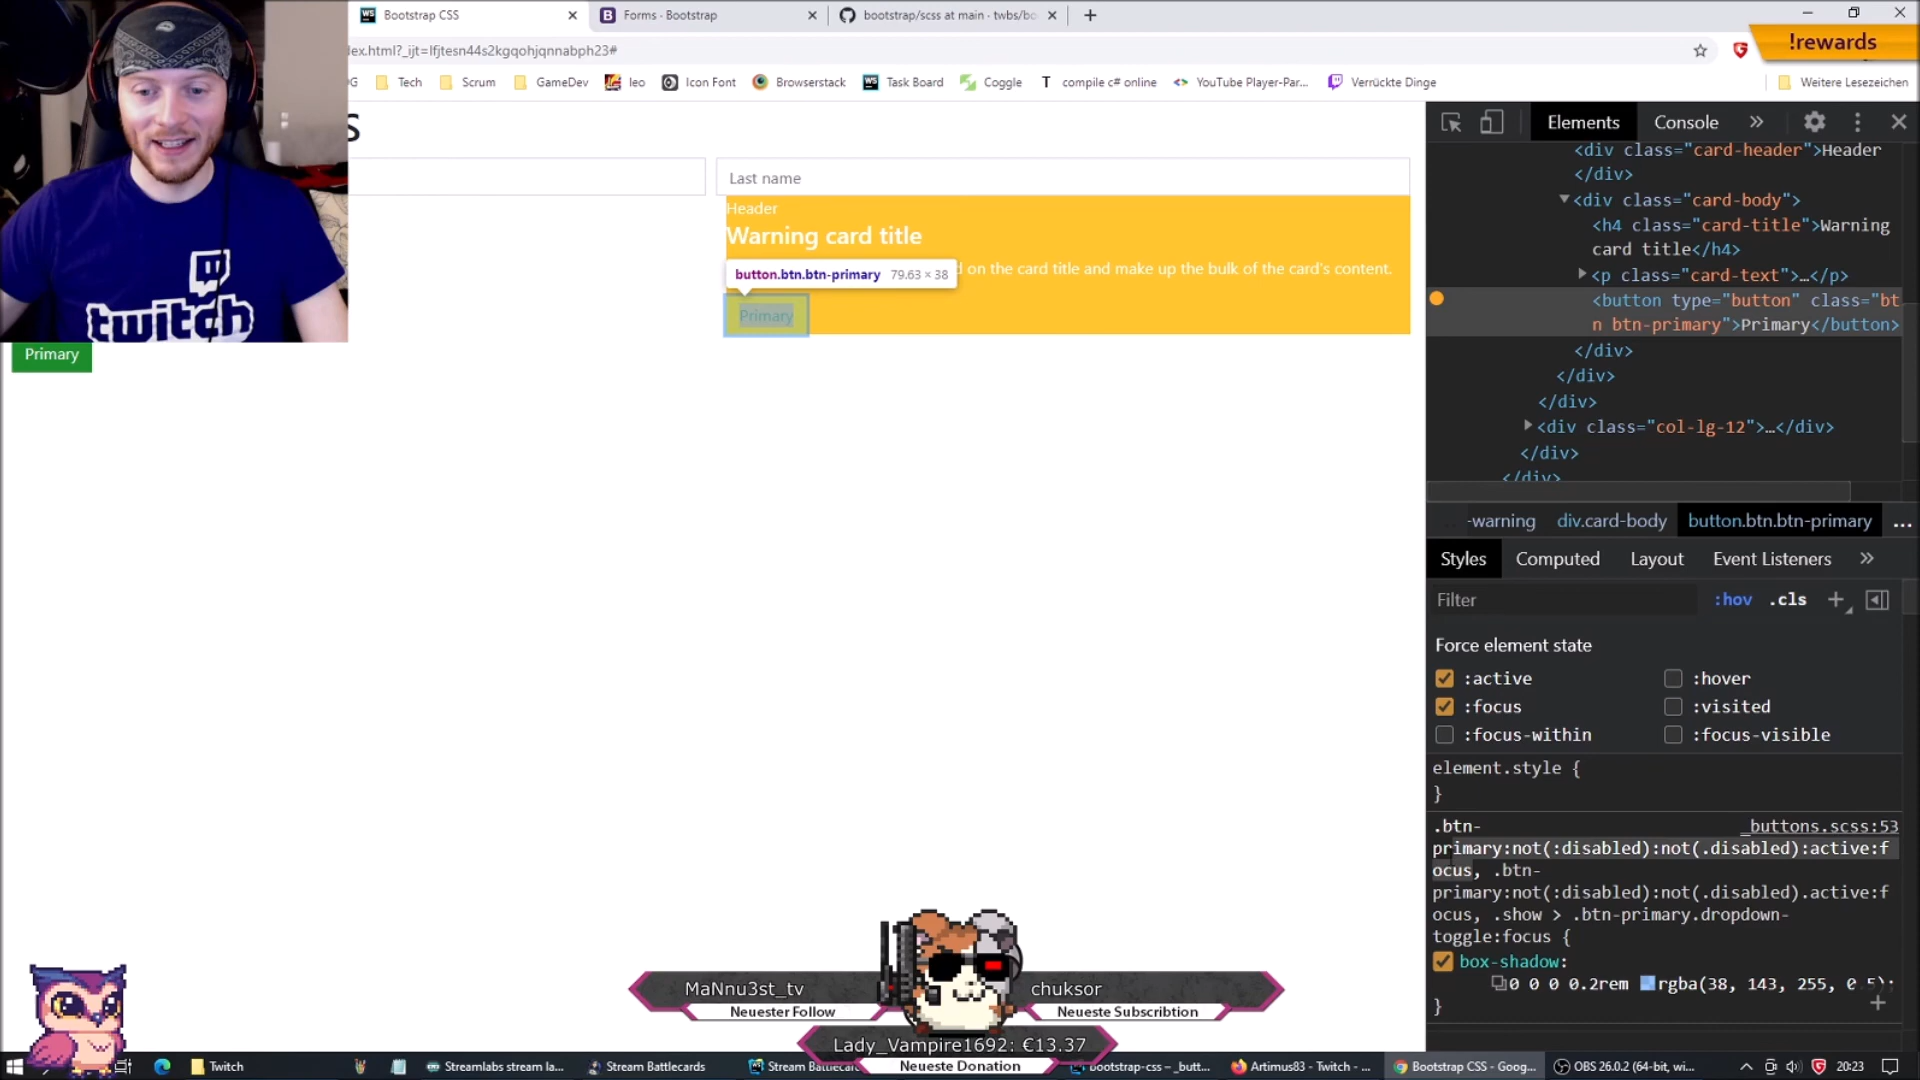 Bootstrap CSS
Forms - Bootstrap
bootstrap/scss at main · twbs/bo
!rewards
dex.html?_ijt=lfjtesn44s2kgqohjqnnabph23#
Tech
Scrum
GameDev
leo
Icon Font
Browserstack
Task Board
Coggle
compile c# online
YouTube Player-Par...
Verrückte Dinge
Weitere Lesezeichen
S
Last name
Header
Warning card title
d on the card title and make up the bulk of the card's content.
button.btn.btn-primary 79.63 × 38
Primary
Primary
twitch
Elements
Console
<div class="card-header">Header
</div>
<div class="card-body">
<h4 class="card-title">Warning
card title</h4>
<p class="card-text">…</p>
<button type="button" class="bt
n btn-primary">Primary</button>
</div>
</div>
</div>
<div class="col-lg-12">…</div>
</div>
</div>
-warning div.card-body button.btn.btn-primary ...
Styles Computed Layout Event Listeners
Filter :hov .cls
Force element state
:active :hover
:focus :visited
:focus-within :focus-visible
element.style {
}
.btn- _buttons.scss:53
primary:not(:disabled):not(.disabled):active:f
ocus, .btn-
primary:not(:disabled):not(.disabled).active:f
ocus, .show > .btn-primary.dropdown-
toggle:focus {
box-shadow:
0 0 0 0.2rem rgba(38, 143, 255, 0.5);
}
MaNnu3st_tv
Neuester Follow
chuksor
Neueste Subscribtion
Lady_Vampire1692: €13.37
Neueste Donation
Twitch
Streamlabs stream la...
Stream Battlecards
Stream Battlecar
bootstrap-css – _butt...
Artimus83 - Twitch - ...
Bootstrap CSS - Goog...
OBS 26.0.2 (64-bit, wi...
20:23